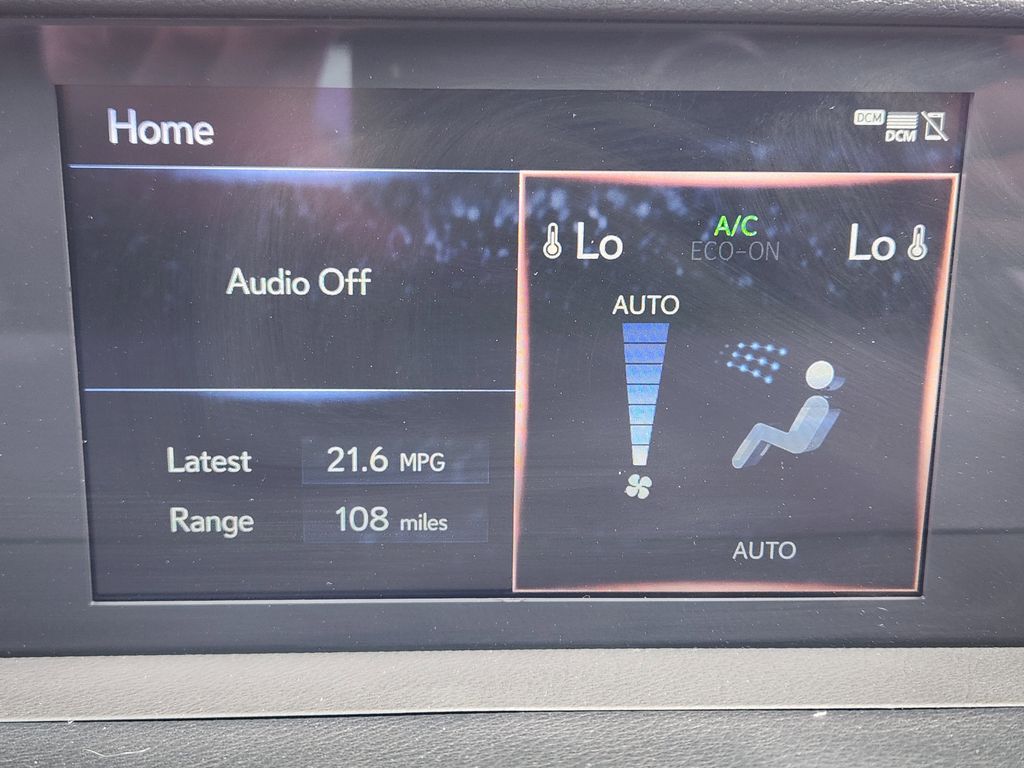 Home
DCM
DCM
Audio Off
Latest 21.6 MPG
Range 108 miles
Lo A/C Lo
ECO-ON
AUTO
AUTO